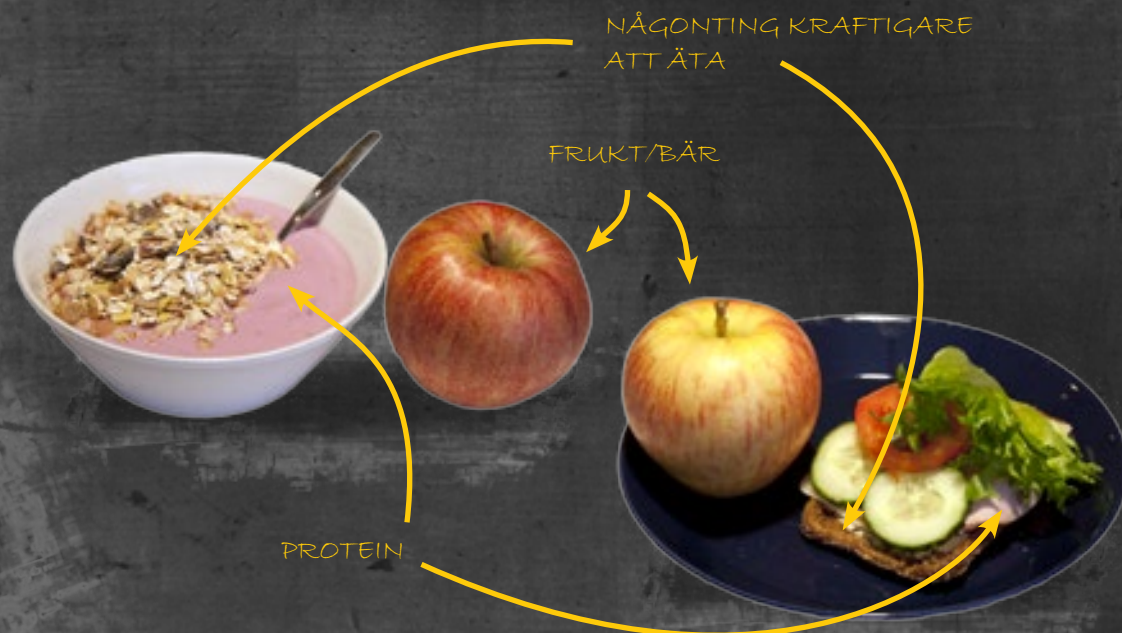 NÅGONTING KRAFTIGARE
ATT ÄTA
FRUKT/BÄR
PROTEIN